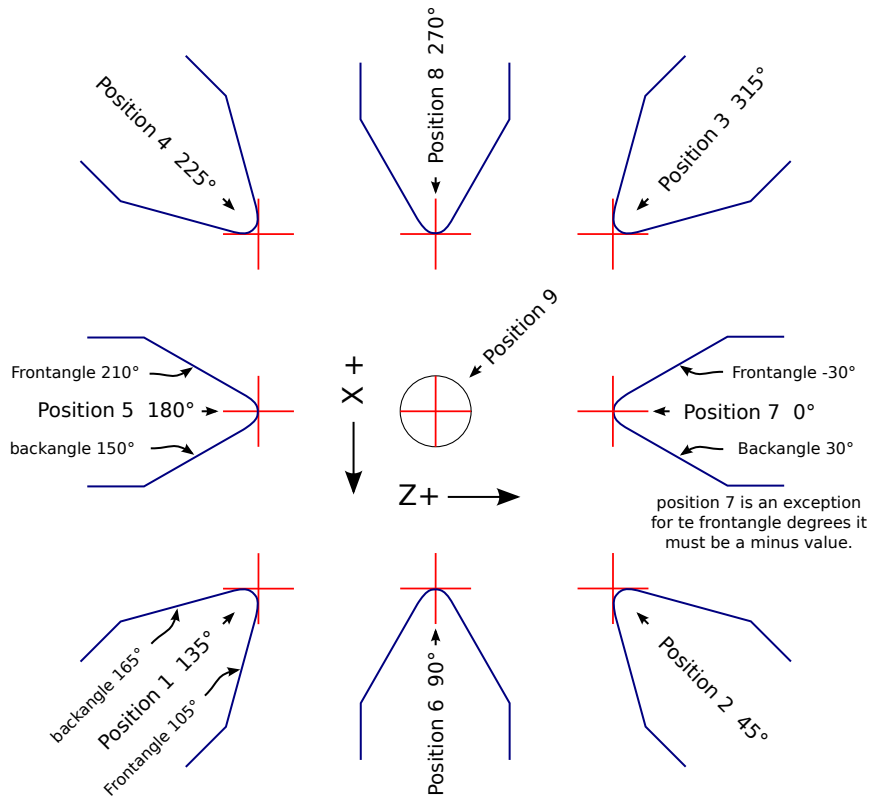 Position 4 225°
Position 8 270°
Position 3 315°
Position 9
Frontangle 210°
Position 5 180°
backangle 150°
X +
Z+
Frontangle -30°
Position 7 0°
Backangle 30°
position 7 is an exception
for te frontangle degrees it
must be a minus value.
backangle 165°
Position 1 135°
Frontangle 105°
Position 6 90°
Position 2 45°